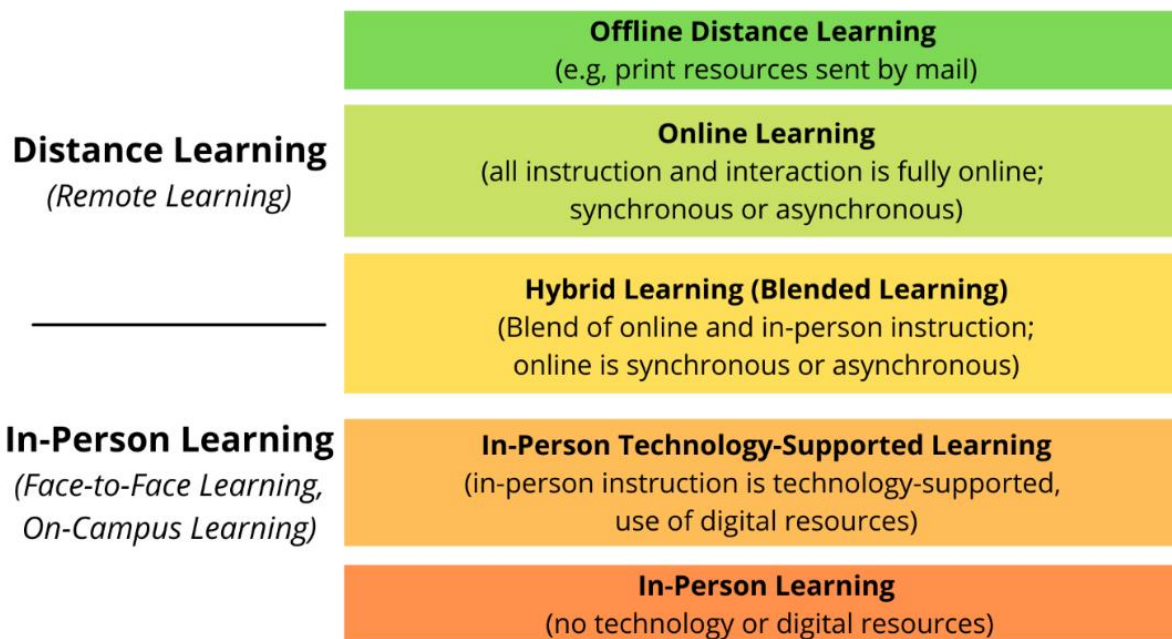 Offline Distance Learning
(e.g, print resources sent by mail)
Distance Learning
(Remote Learning)
Online Learning
(all instruction and interaction is fully online;
synchronous or asynchronous)
Hybrid Learning (Blended Learning)
(Blend of online and in-person instruction;
online is synchronous or asynchronous)
In-Person Learning
(Face-to-Face Learning,
On-Campus Learning)
In-Person Technology-Supported Learning
(in-person instruction is technology-supported,
use of digital resources)
In-Person Learning
(no technology or digital resources)